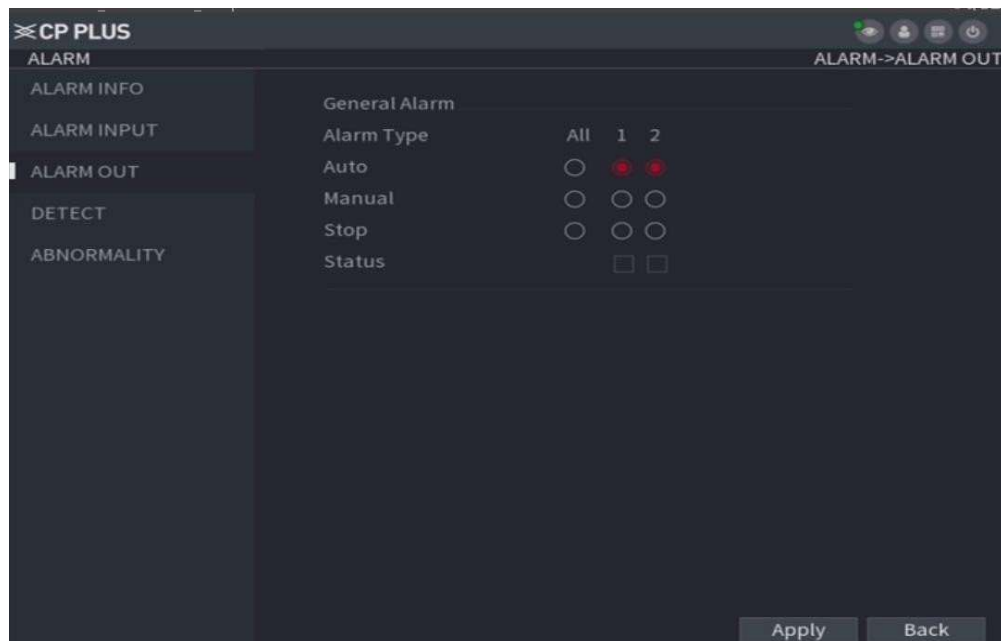 CP PLUS
ALARM
ALARM->ALARM OUT
ALARM INFO
ALARM INPUT
ALARM OUT
DETECT
ABNORMALITY
General Alarm
Alarm Type All 1 2
Auto
Manual
Stop
Status
Apply Back